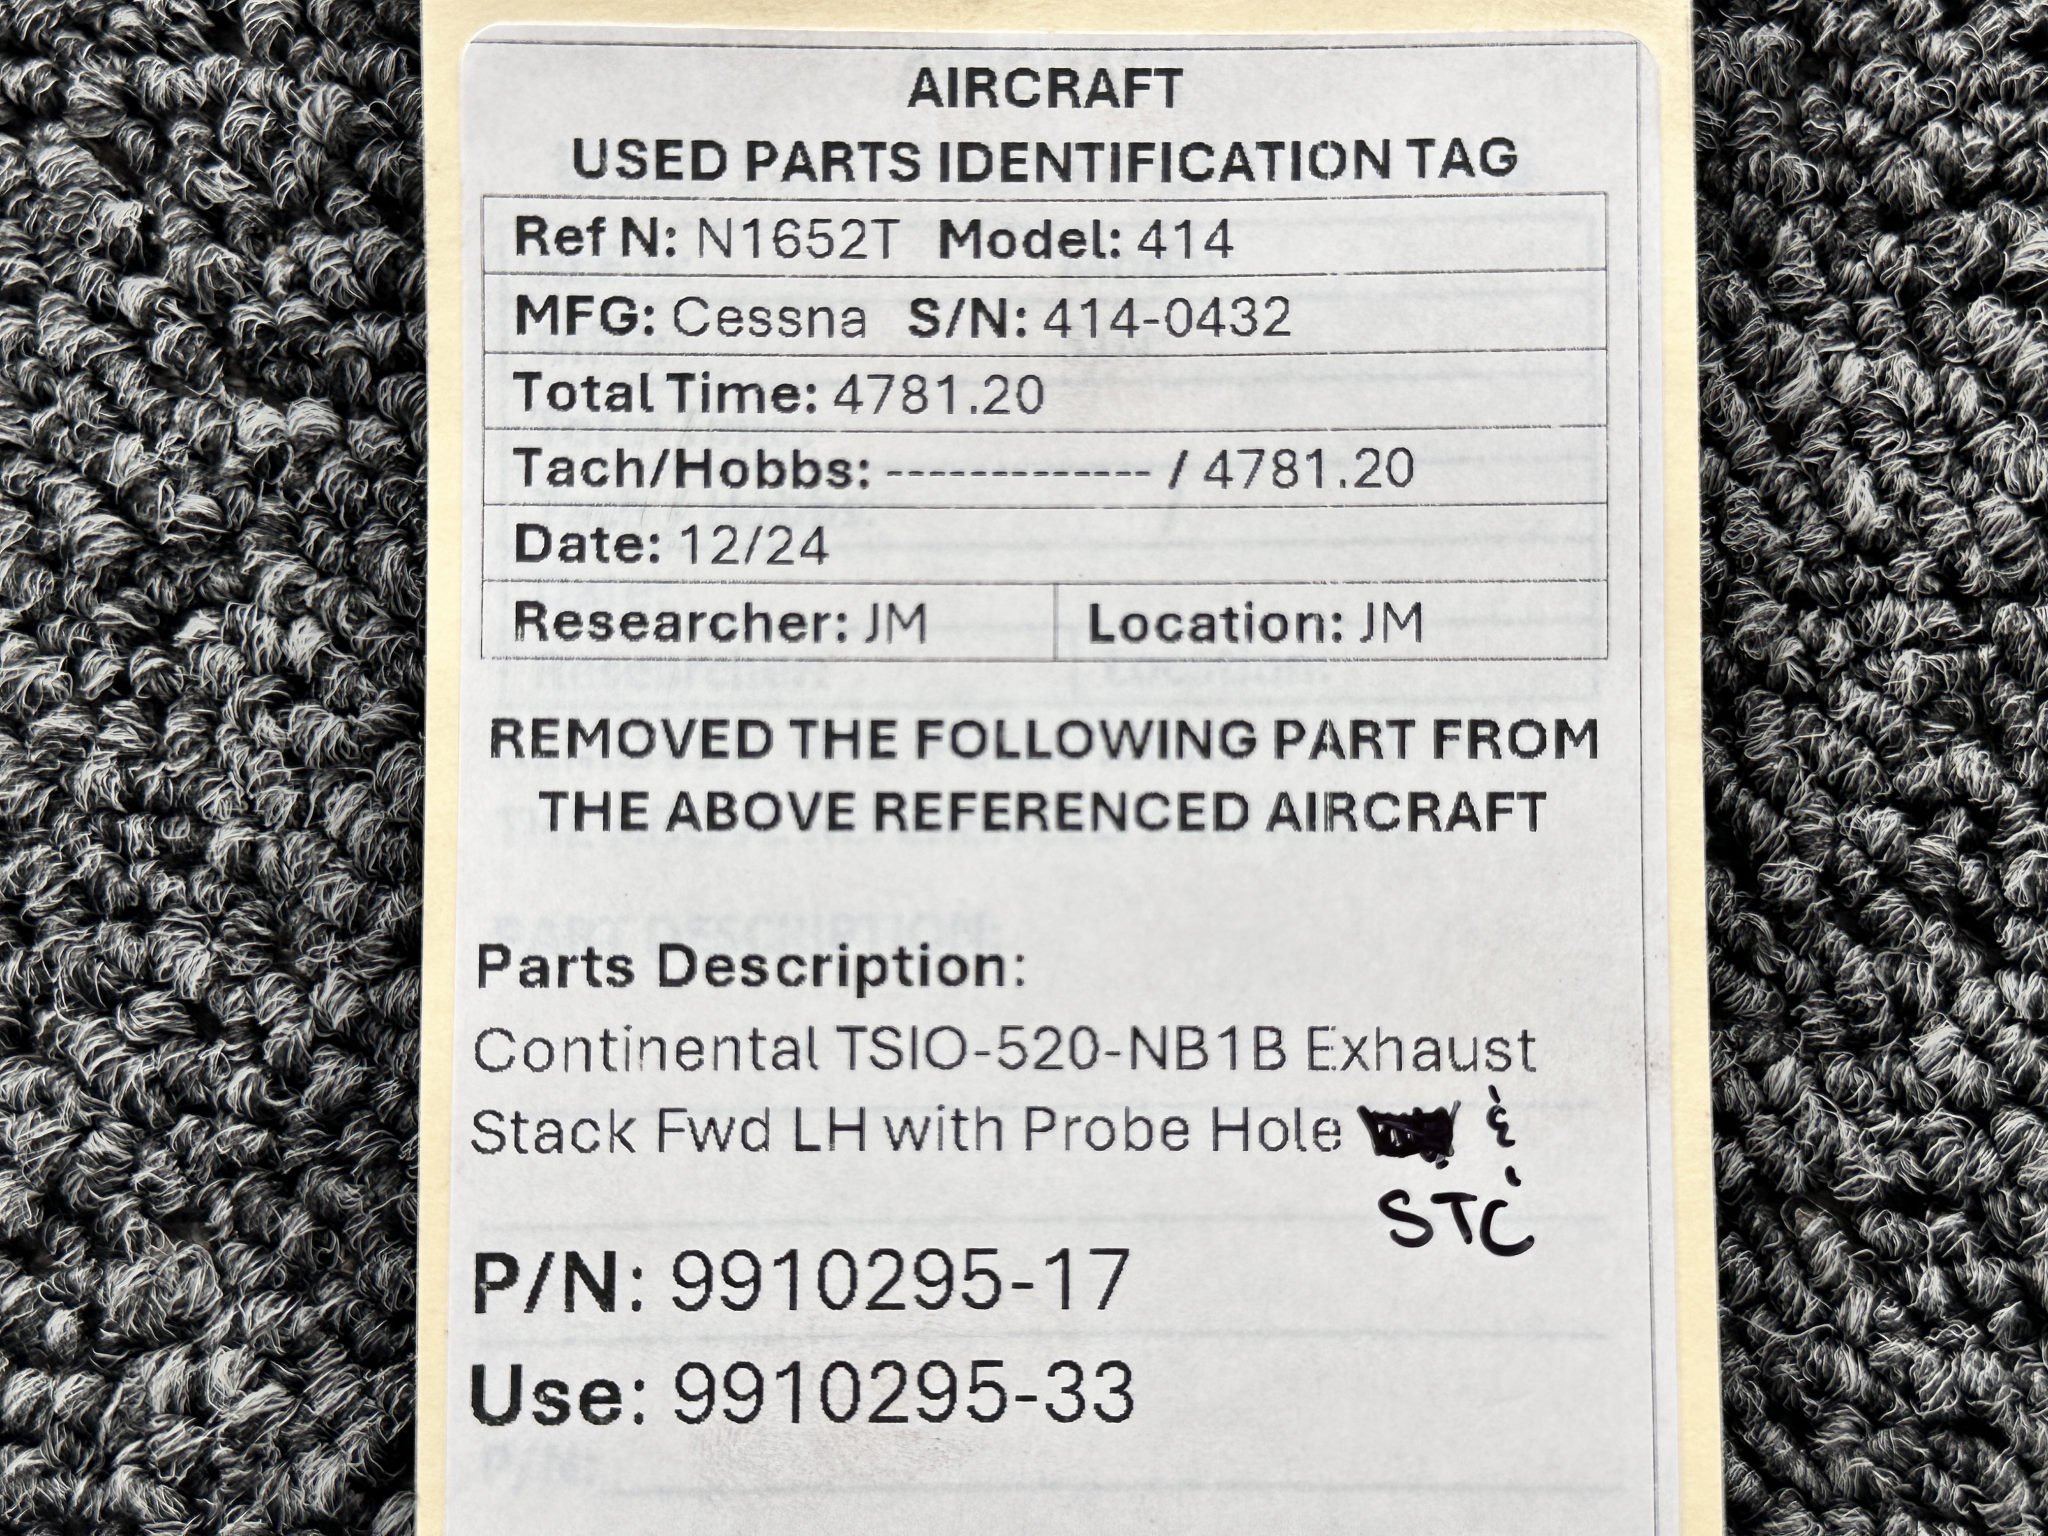 AIRCRAFT
USED PARTS IDENTIFICATION TAG
Ref N: N1652T Model: 414
MFG: Cessna S/N: 414-0432
Total Time: 4781.20
Tach/Hobbs: ------------- / 4781.20
Date: 12/24
Researcher: JM Location: JM
REMOVED THE FOLLOWING PART FROM
THE ABOVE REFERENCED AIRCRAFT
Parts Description:
Continental TSIO-520-NB1B Exhaust
Stack Fwd LH with Probe Hole &
STC
P/N: 9910295-17
Use: 9910295-33